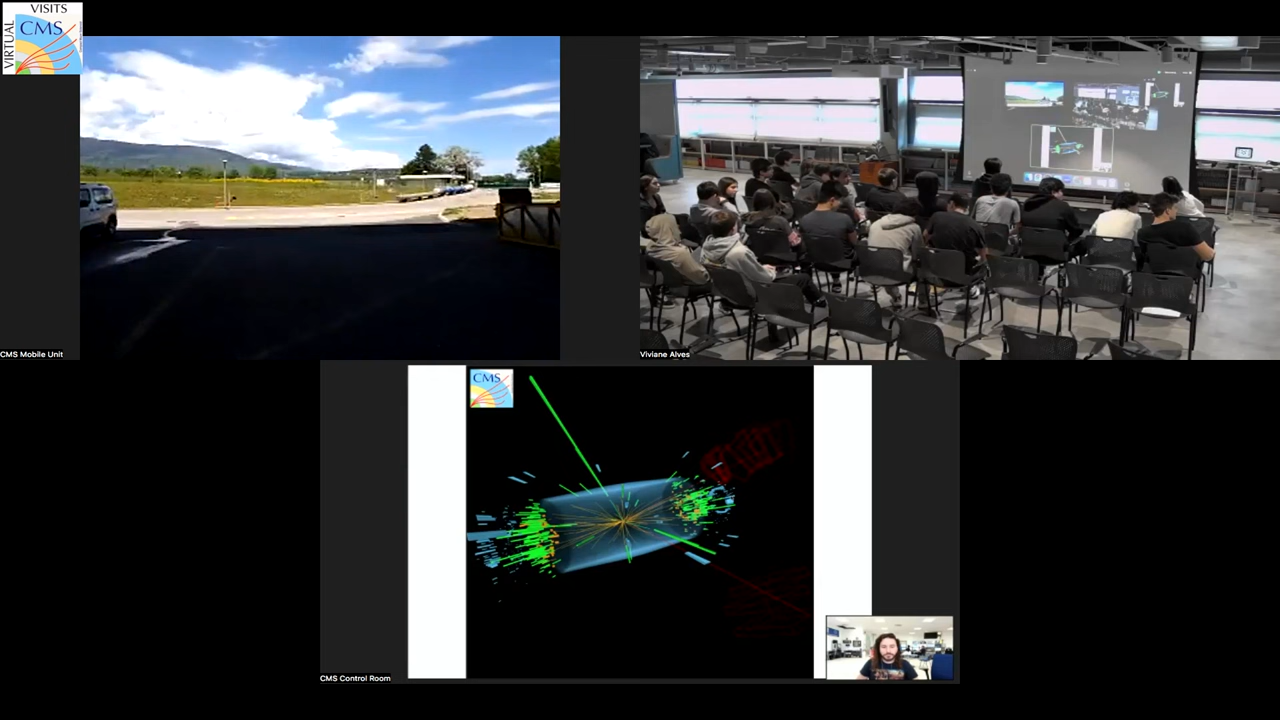 VISITS
VIRTUAL
CMS
CMS Mobile Unit
Viviane Alves
CMS
CMS Control Room